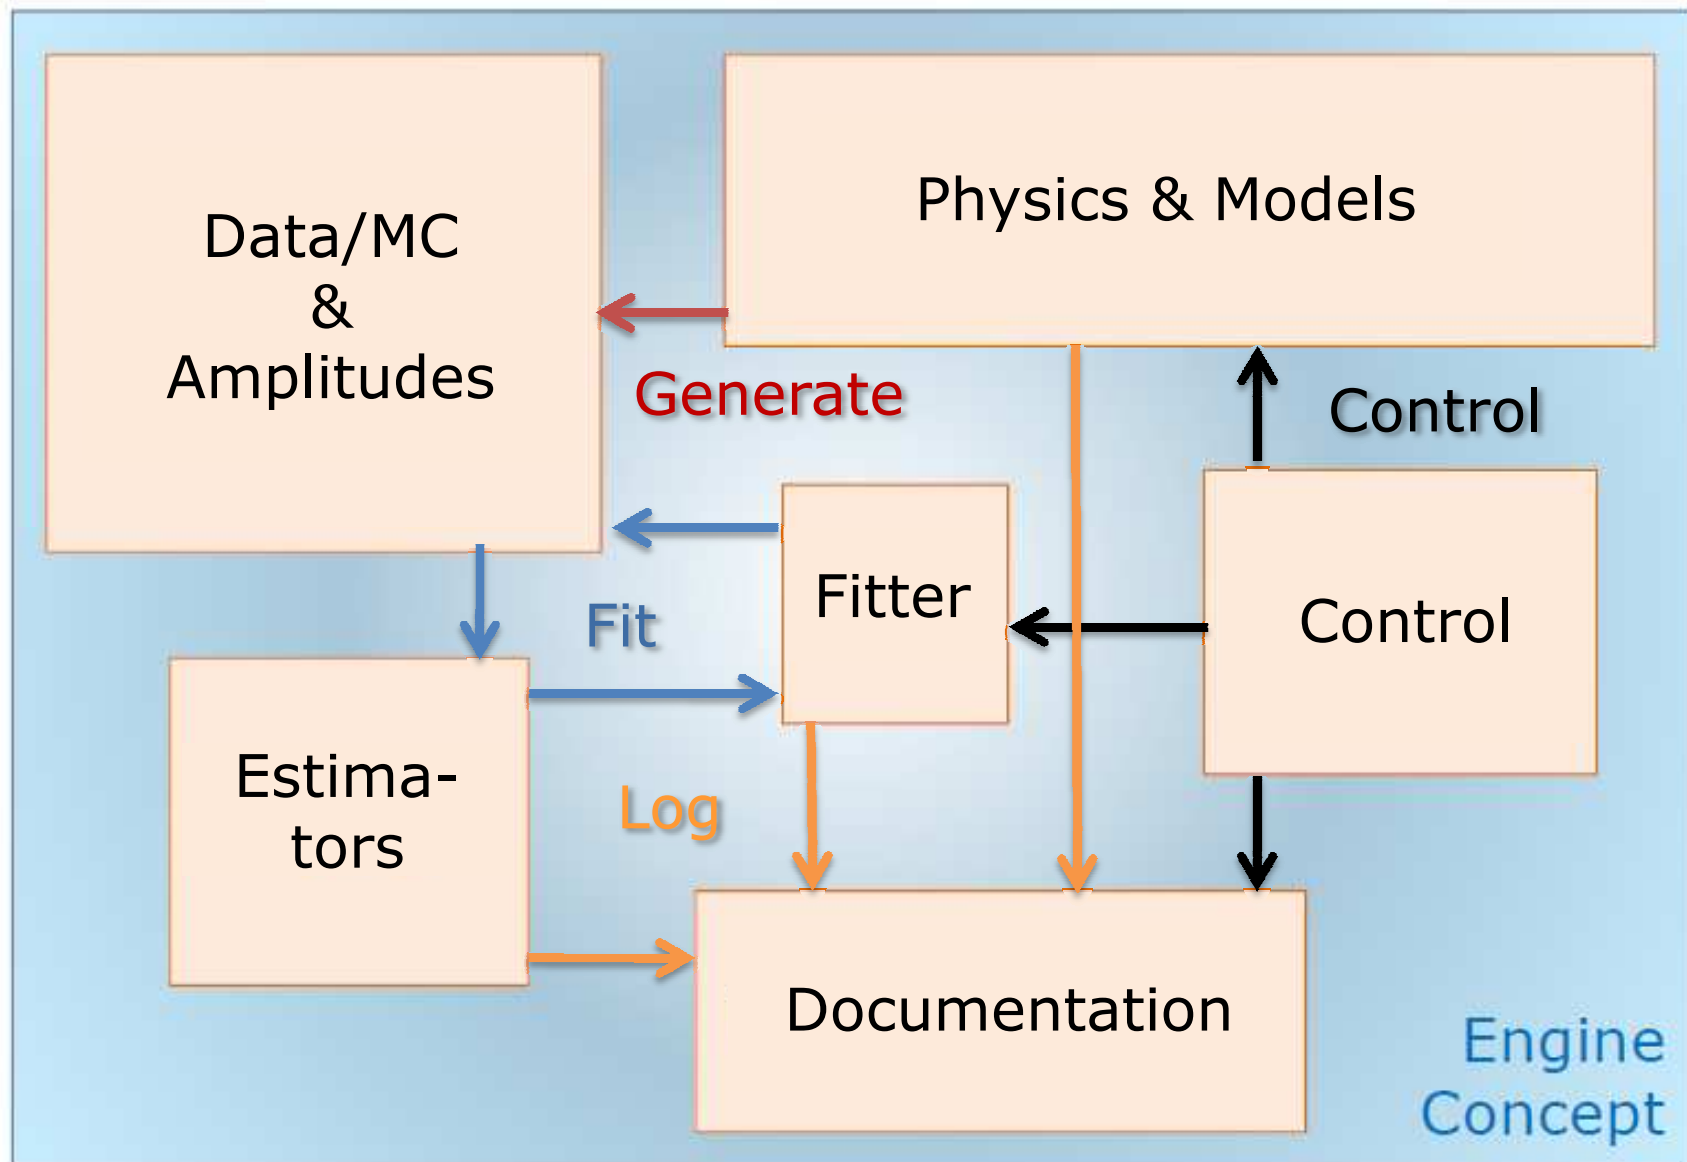 Data/MC
&
Amplitudes
Physics & Models
Generate
Control
Fitter
Control
Fit
Estima-
tors
Log
Documentation
Engine
Concept